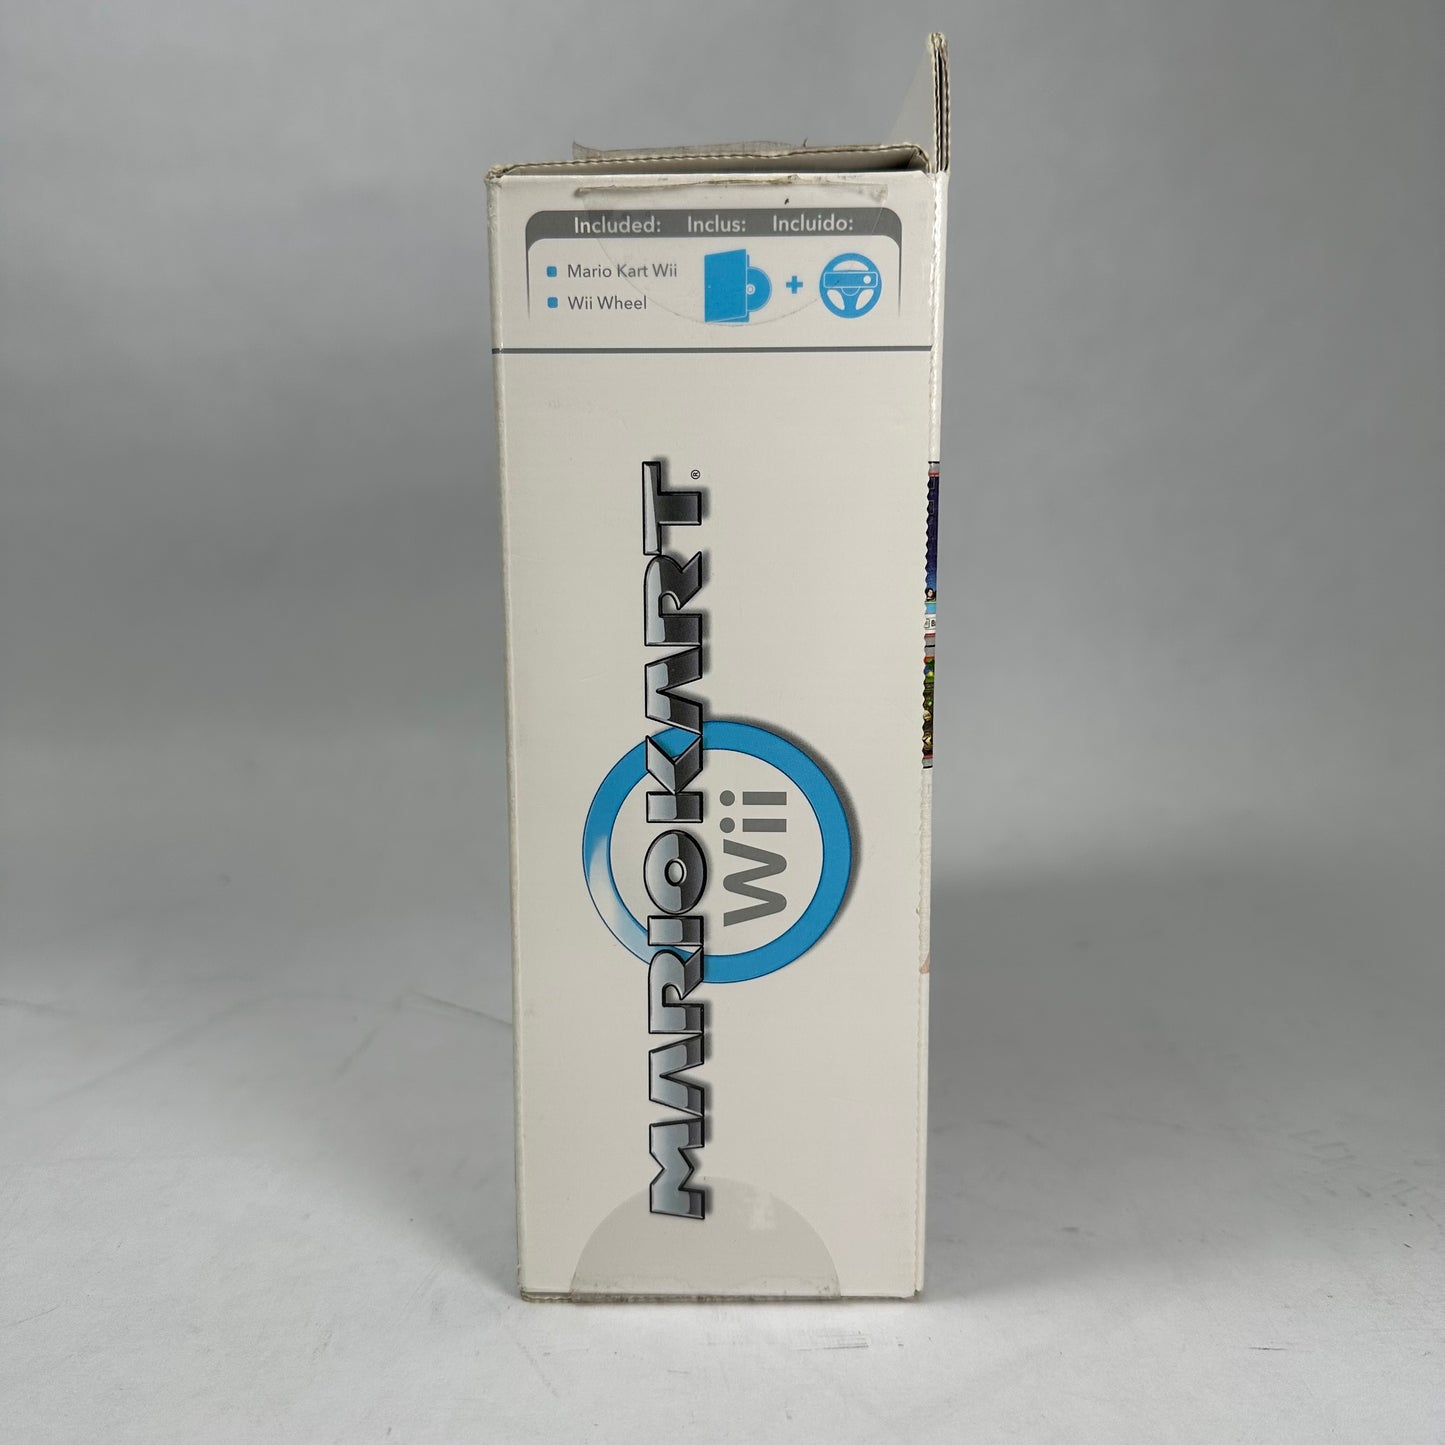 Included: Inclus: Incluido:
Mario Kart Wii
Wii Wheel
+
MARIOKART®
Wii